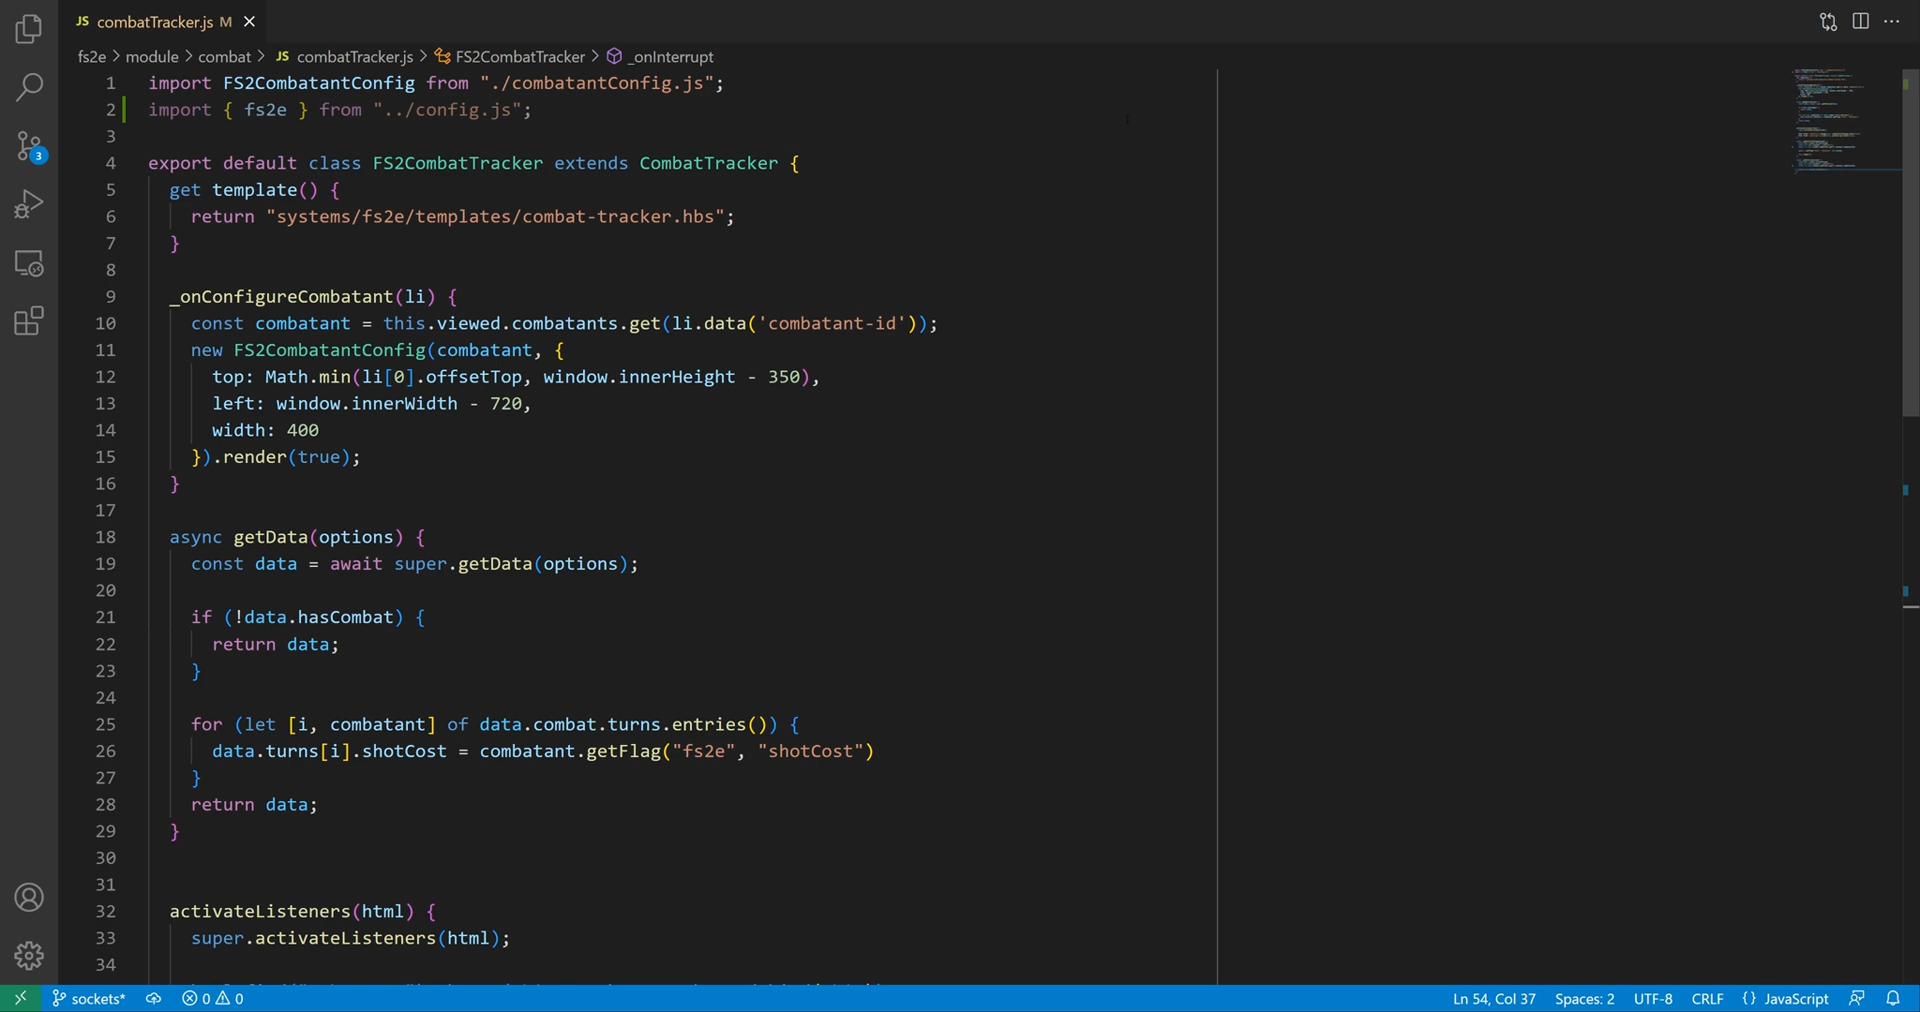 JS combatTracker.js M
fs2e > module > combat > JS combatTracker.js > FS2CombatTracker > _onInterrupt
1 import FS2CombatantConfig from "./combatantConfig.js";
2 import { fs2e } from "../config.js";
3
4 export default class FS2CombatTracker extends CombatTracker {
5 get template() {
6 return "systems/fs2e/templates/combat-tracker.hbs";
7 }
8
9 _onConfigureCombatant(li) {
10 const combatant = this.viewed.combatants.get(li.data('combatant-id'));
11 new FS2CombatantConfig(combatant, {
12 top: Math.min(li[0].offsetTop, window.innerHeight - 350),
13 left: window.innerWidth - 720,
14 width: 400
15 }).render(true);
16 }
17
18 async getData(options) {
19 const data = await super.getData(options);
20
21 if (!data.hasCombat) {
22 return data;
23 }
24
25 for (let [i, combatant] of data.combat.turns.entries()) {
26 data.turns[i].shotCost = combatant.getFlag("fs2e", "shotCost")
27 }
28 return data;
29 }
30
31
32 activateListeners(html) {
33 super.activateListeners(html);
34
3
sockets* 0 0 Ln 54, Col 37 Spaces: 2 UTF-8 CRLF {} JavaScript